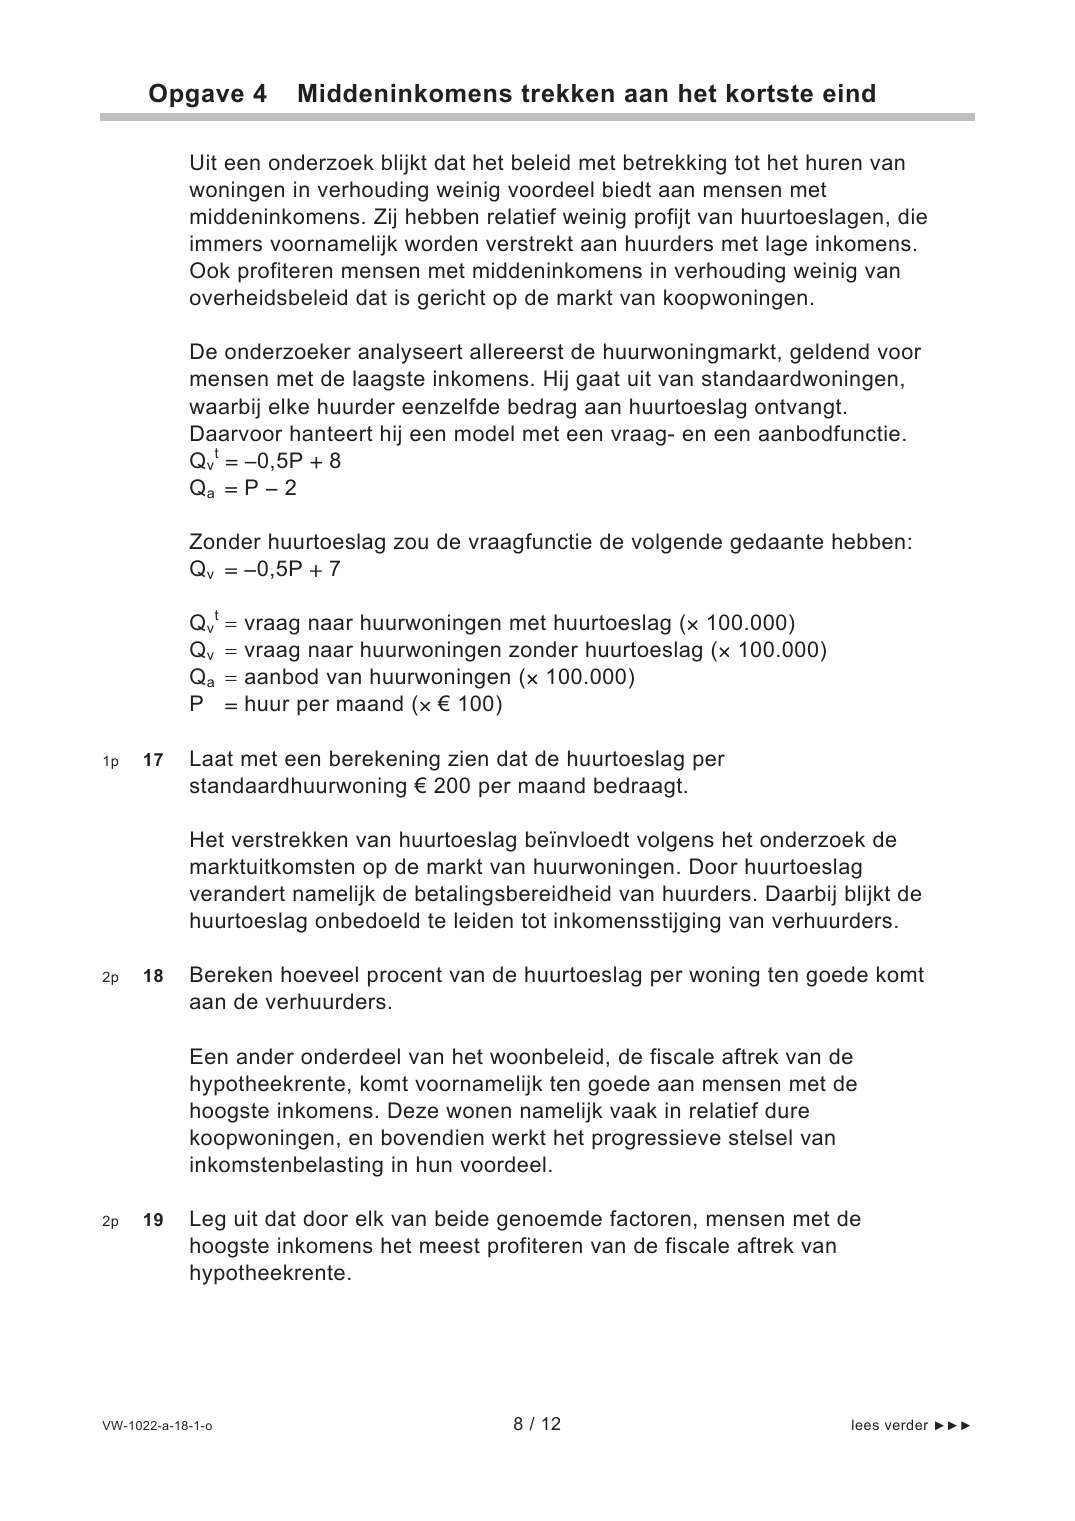 Opgave 4 Middeninkomens trekken aan het kortste eind
Uit een onderzoek blijkt dat het beleid met betrekking tot het huren van
woningen in verhouding weinig voordeel biedt aan mensen met
middeninkomens. Zij hebben relatief weinig profijt van huurtoeslagen, die
immers voornamelijk worden verstrekt aan huurders met lage inkomens.
Ook profiteren mensen met middeninkomens in verhouding weinig van
overheidsbeleid dat is gericht op de markt van koopwoningen.
De onderzoeker analyseert allereerst de huurwoningmarkt, geldend voor
mensen met de laagste inkomens. Hij gaat uit van standaardwoningen,
waarbij elke huurder eenzelfde bedrag aan huurtoeslag ontvangt.
Daarvoor hanteert hij een model met een vraag- en een aanbodfunctie.
Qᵥᵗ = –0,5P + 8
Qₐ = P – 2
Zonder huurtoeslag zou de vraagfunctie de volgende gedaante hebben:
Qᵥ = –0,5P + 7
Qᵥᵗ = vraag naar huurwoningen met huurtoeslag (× 100.000)
Qᵥ = vraag naar huurwoningen zonder huurtoeslag (× 100.000)
Qₐ = aanbod van huurwoningen (× 100.000)
P = huur per maand (× € 100)
1p 17 Laat met een berekening zien dat de huurtoeslag per
standaardhuurwoning € 200 per maand bedraagt.
Het verstrekken van huurtoeslag beïnvloedt volgens het onderzoek de
marktuitkomsten op de markt van huurwoningen. Door huurtoeslag
verandert namelijk de betalingsbereidheid van huurders. Daarbij blijkt de
huurtoeslag onbedoeld te leiden tot inkomensstijging van verhuurders.
2p 18 Bereken hoeveel procent van de huurtoeslag per woning ten goede komt
aan de verhuurders.
Een ander onderdeel van het woonbeleid, de fiscale aftrek van de
hypotheekrente, komt voornamelijk ten goede aan mensen met de
hoogste inkomens. Deze wonen namelijk vaak in relatief dure
koopwoningen, en bovendien werkt het progressieve stelsel van
inkomstenbelasting in hun voordeel.
2p 19 Leg uit dat door elk van beide genoemde factoren, mensen met de
hoogste inkomens het meest profiteren van de fiscale aftrek van
hypotheekrente.
VW-1022-a-18-1-o 8 / 12 lees verder ►►►